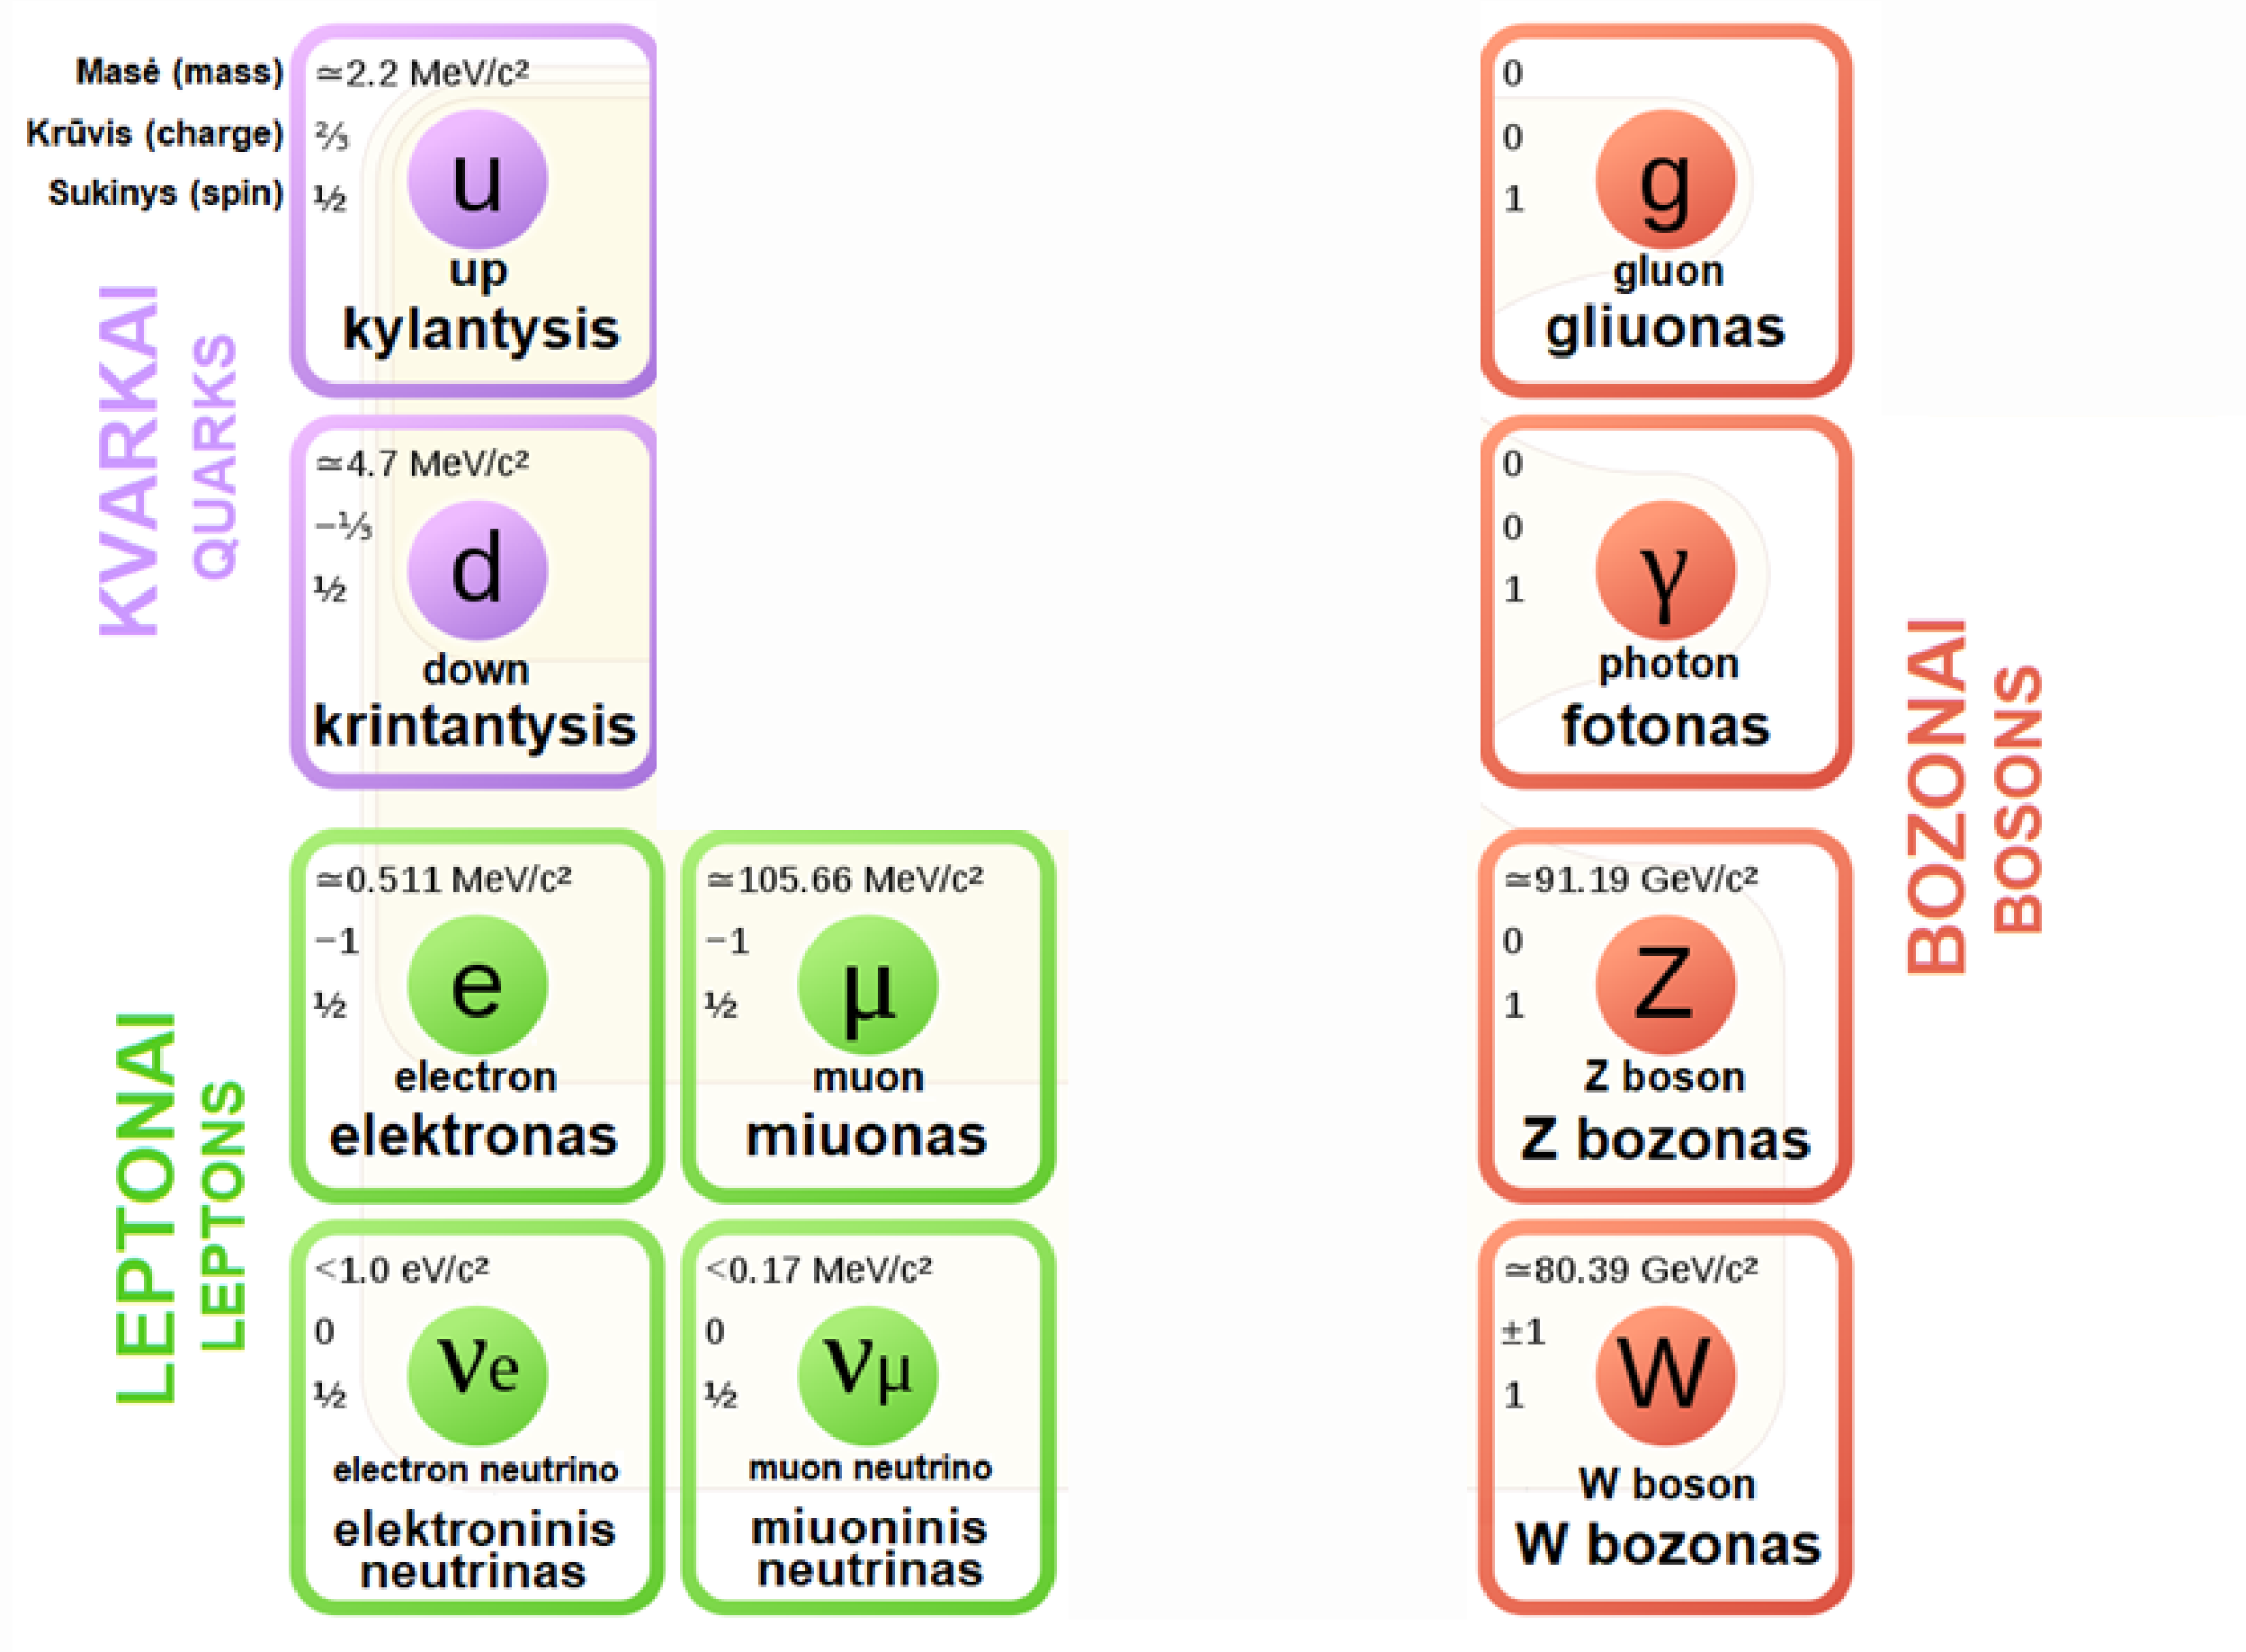 Masė (mass)
Krūvis (charge)
Sukinys (spin)
KVARKAI
QUARKS
≃2.2 MeV/c²
⅔
½
u
up
kylantysis
0
0
1
g
gluon
gliuonas
≃4.7 MeV/c²
−⅓
½
d
down
krintantysis
0
0
1
γ
photon
fotonas
BOZONAI
BOSONS
LEPTONAI
LEPTONS
≃0.511 MeV/c²
−1
½
e
electron
elektronas
≃105.66 MeV/c²
−1
½
μ
muon
miuonas
≃91.19 GeV/c²
0
1
Z
Z boson
Z bozonas
<1.0 eV/c²
0
½
νe
electron neutrino
elektroninis
neutrinas
<0.17 MeV/c²
0
½
νμ
muon neutrino
miuoninis
neutrinas
≃80.39 GeV/c²
±1
1
W
W boson
W bozonas